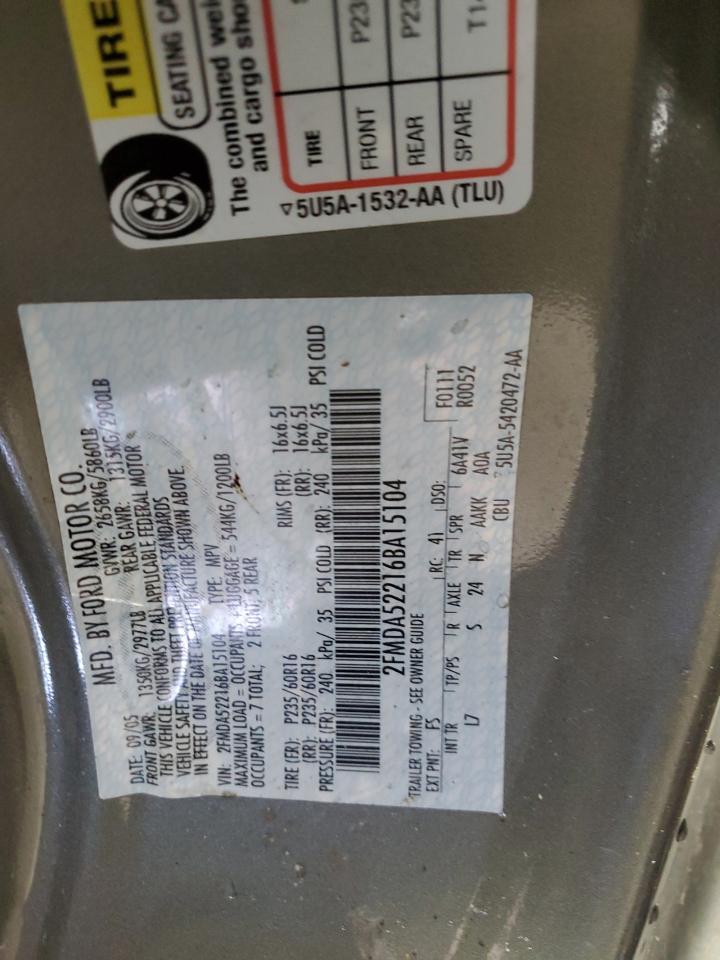 TIRE
SEATING CA
The combined wei
and cargo sho
TIRE
FRONT P23
REAR P23
SPARE T14
5U5A-1532-AA (TLU)
MFD. BY FORD MOTOR CO.
DATE: 09/05 GVWR: 2658KG/5860LB
FRONT GAWR: 1350KG/2977LB REAR GAWR: 1315KG/2900LB
THIS VEHICLE CONFORMS TO ALL APPLICABLE FEDERAL MOTOR
VEHICLE SAFETY AND THEFT PREVENTION STANDARDS
IN EFFECT ON THE DATE OF MANUFACTURE SHOWN ABOVE
VIN: 2FMDA52216BA15104 TYPE: MPV
MAXIMUM LOAD = OCCUPANTS + LUGGAGE = 544KG/1200LB
OCCUPANTS = 7 TOTAL; 2 FRONT, 5 REAR
TIRE (FR): P235/60R16 RIMS (FR): 16x6.5J
(RR): P235/60R16 (RR): 16x6.5J
PRESSURE (FR): 240 kPa/ 35 PSI COLD (RR): 240 kPa/ 35 PSI COLD
2FMDA52216BA15104
TRAILER TOWING - SEE OWNER GUIDE F0111
EXT PNT: F5 RC: 41 DSO: R0052
INT TR TP/PS R AXLE TR SPR 6A41V
L7 S 24 N AAKK A0A
CBU 5U5A-5420472-AA